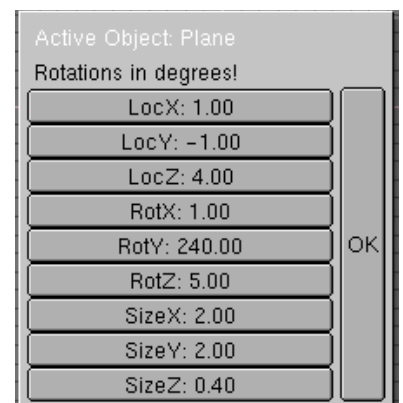 Active Object: Plane
Rotations in degrees!
LocX: 1.00
LocY: -1.00
LocZ: 4.00
RotX: 1.00
RotY: 240.00
OK
RotZ: 5.00
SizeX: 2.00
SizeY: 2.00
SizeZ: 0.40